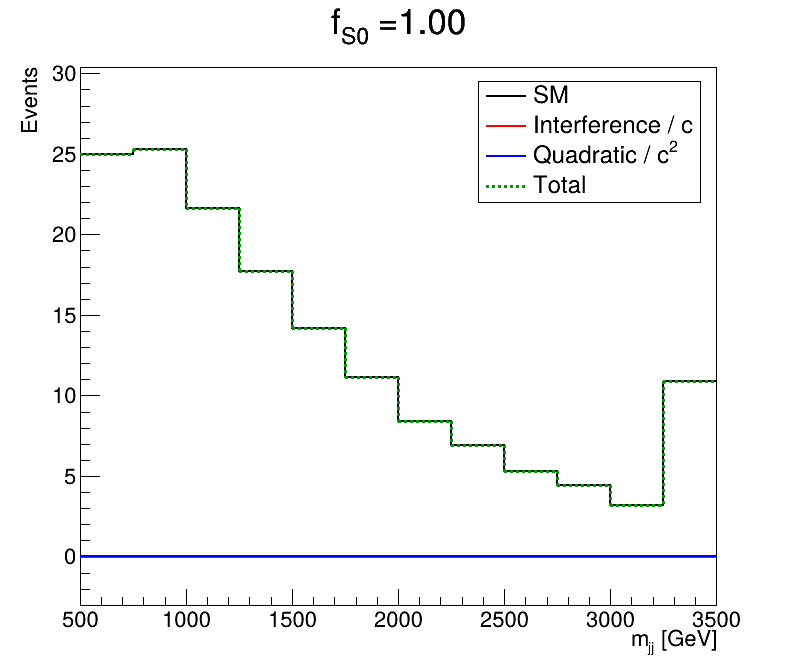 f_S0 =1.00
Events
30
25
20
15
10
5
0
SM
Interference / c
Quadratic / c²
Total
500 1000 1500 2000 2500 3000 3500
m_jj [GeV]